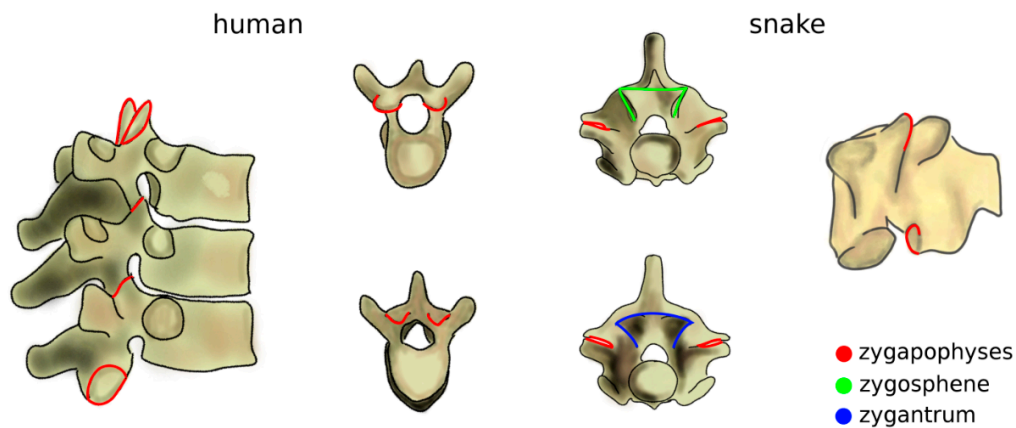 human
snake
zygapophyses
zygosphene
zygantrum